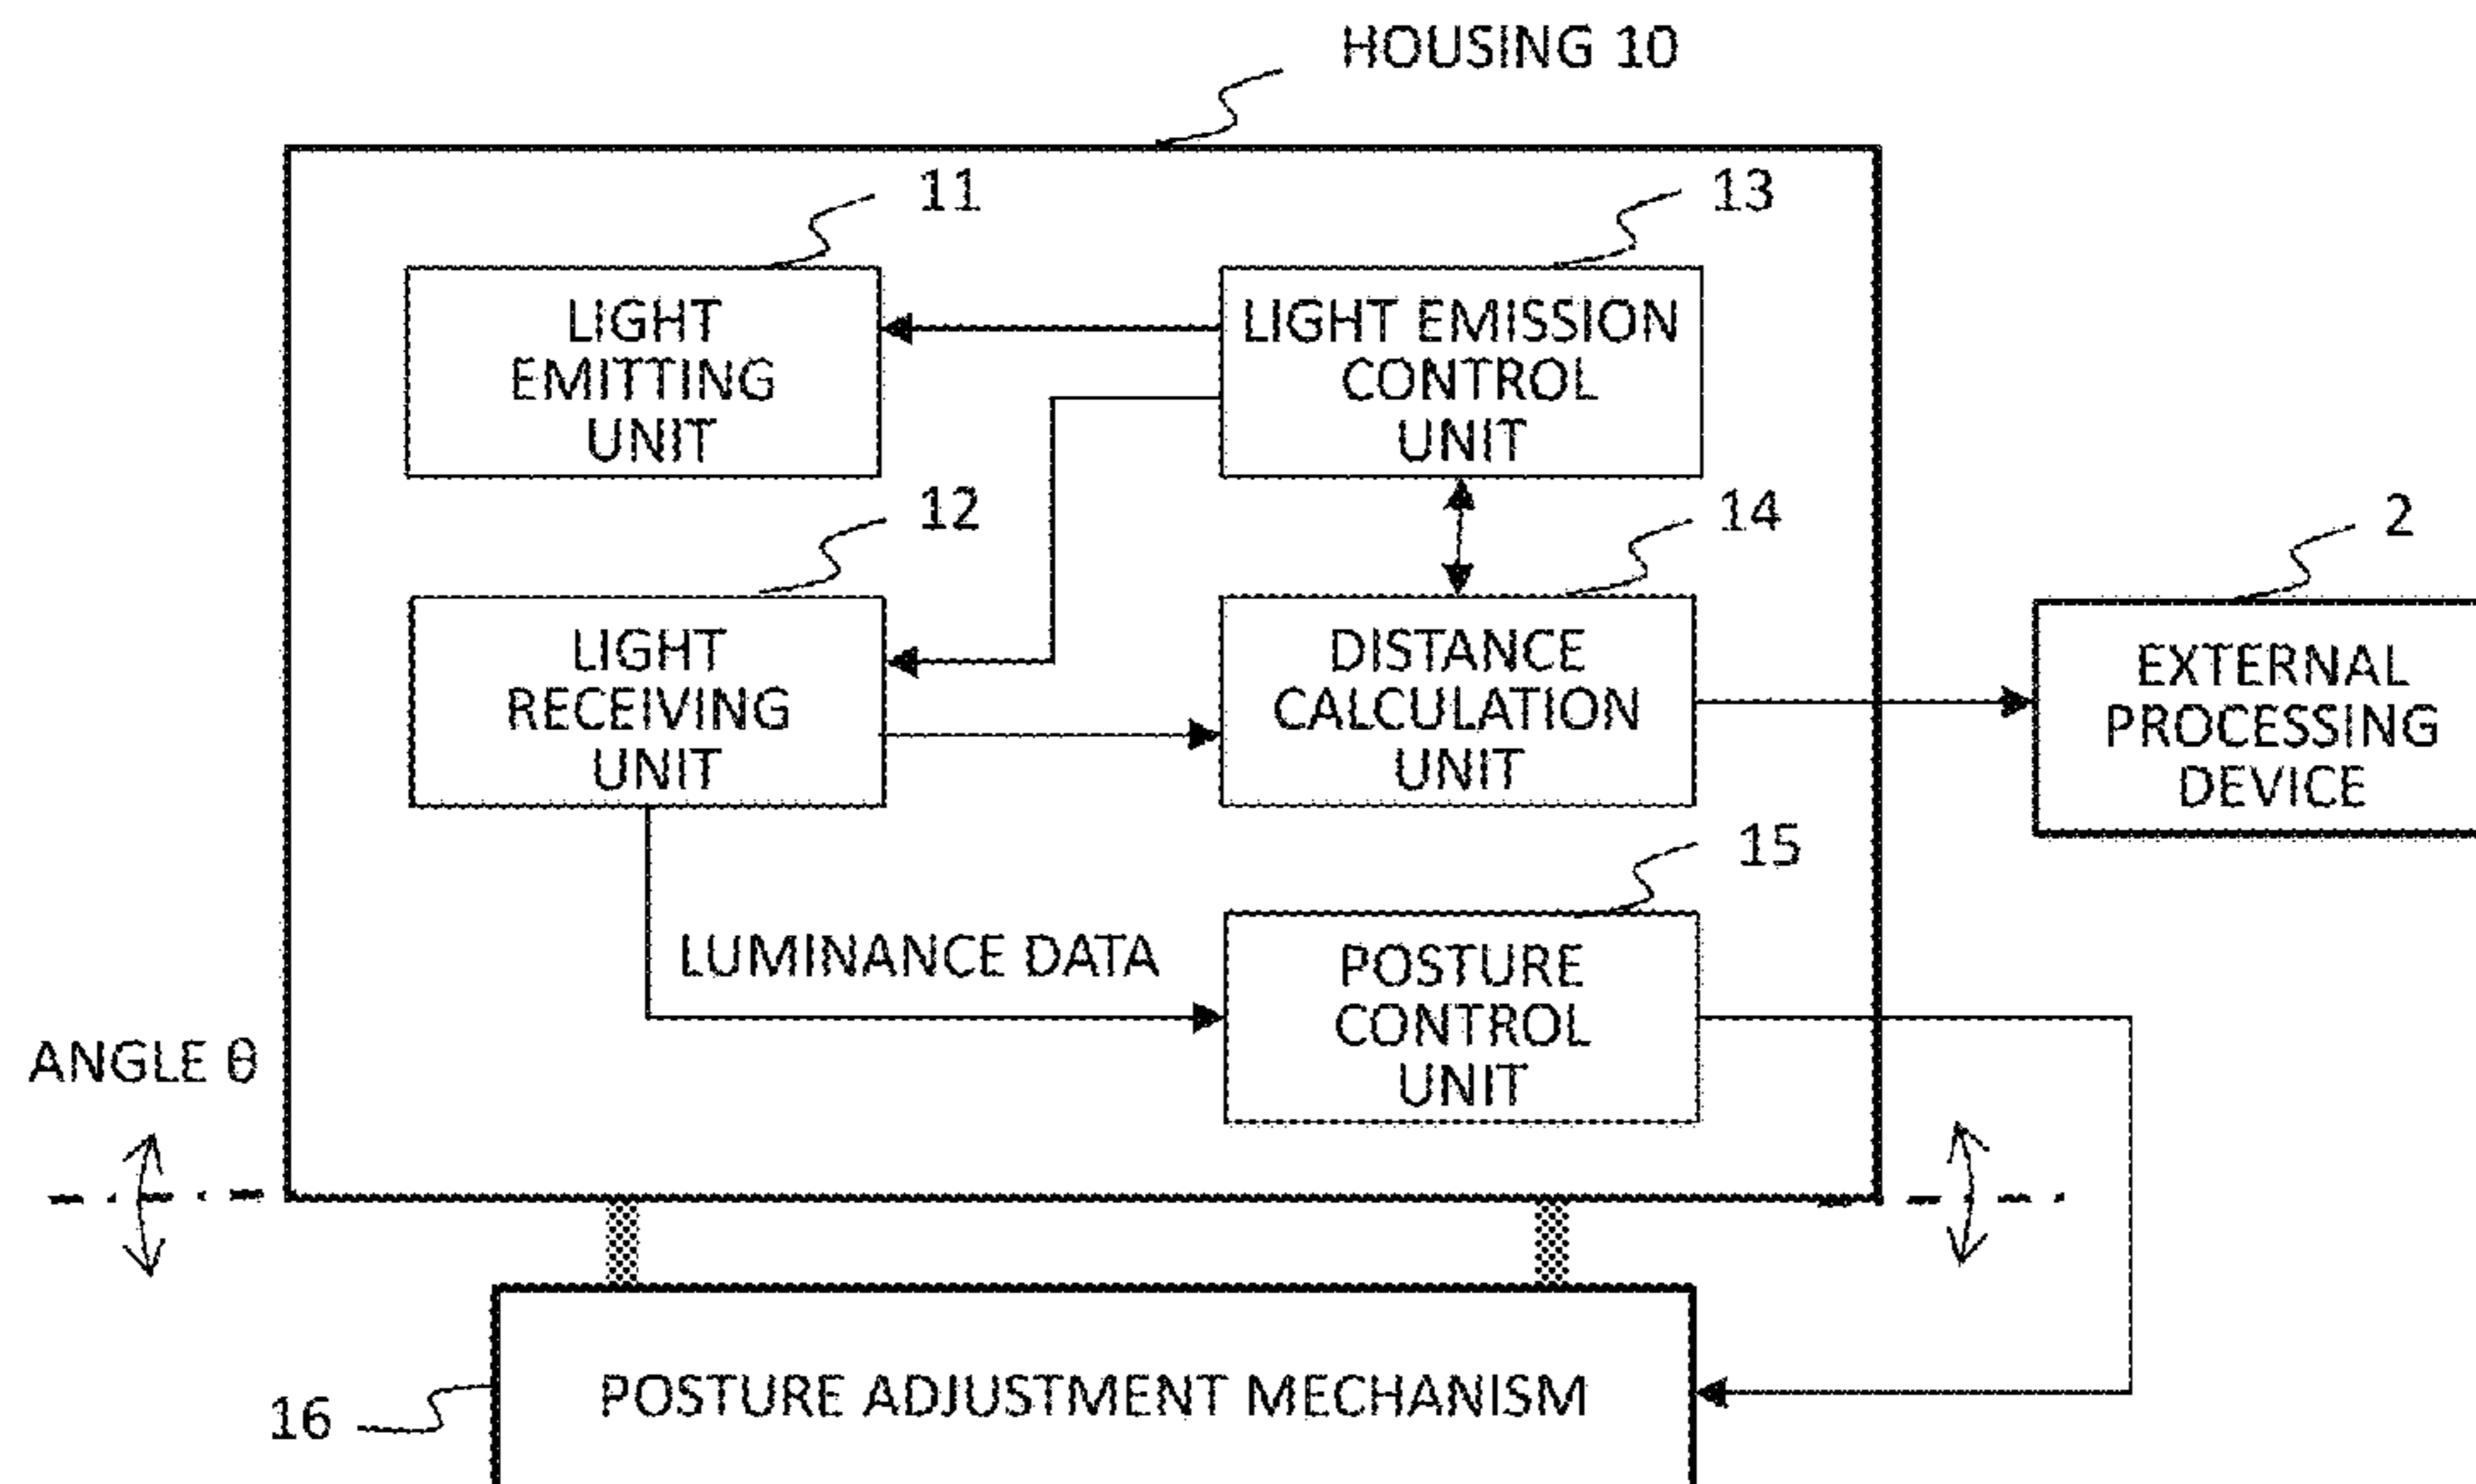 HOUSING 10
11
13
LIGHT
EMITTING
UNIT
LIGHT EMISSION
CONTROL
UNIT
12
14
2
LIGHT
RECEIVING
UNIT
DISTANCE
CALCULATION
UNIT
EXTERNAL
PROCESSING
DEVICE
15
LUMINANCE DATA
POSTURE
CONTROL
UNIT
ANGLE θ
16
POSTURE ADJUSTMENT MECHANISM